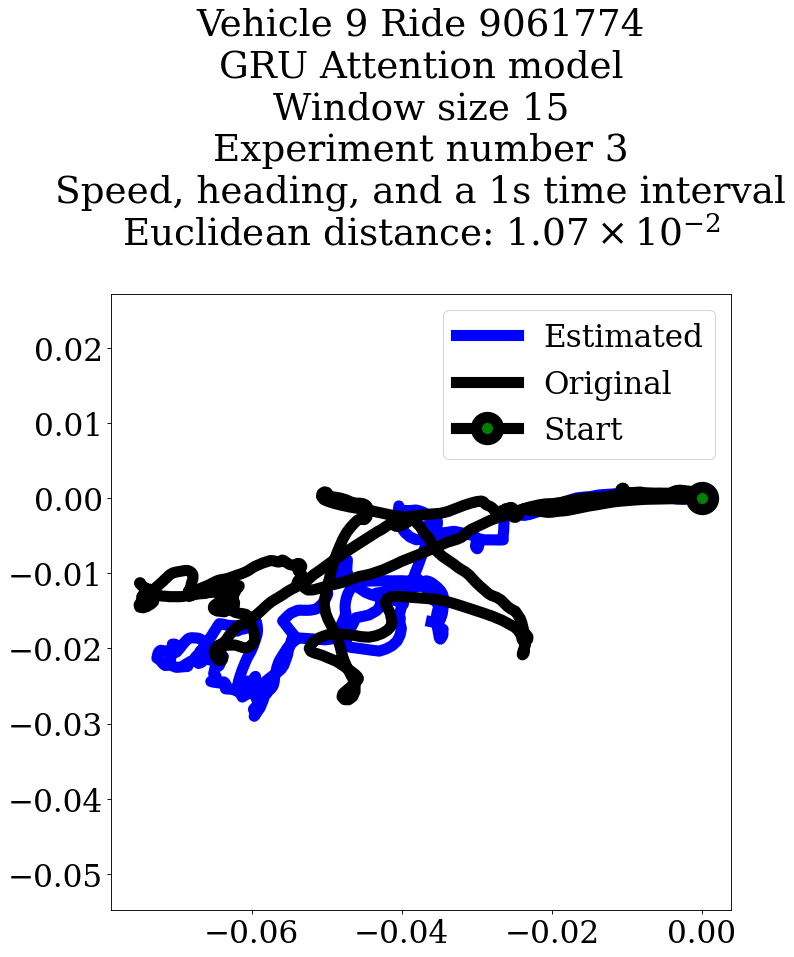 Vehicle 9 Ride 9061774
GRU Attention model
Window size 15
Experiment number 3
Speed, heading, and a 1s time interval
Euclidean distance: 1.07 × 10⁻²
Estimated
Original
Start
0.02
0.01
0.00
−0.01
−0.02
−0.03
−0.04
−0.05
−0.06 −0.04 −0.02 0.00